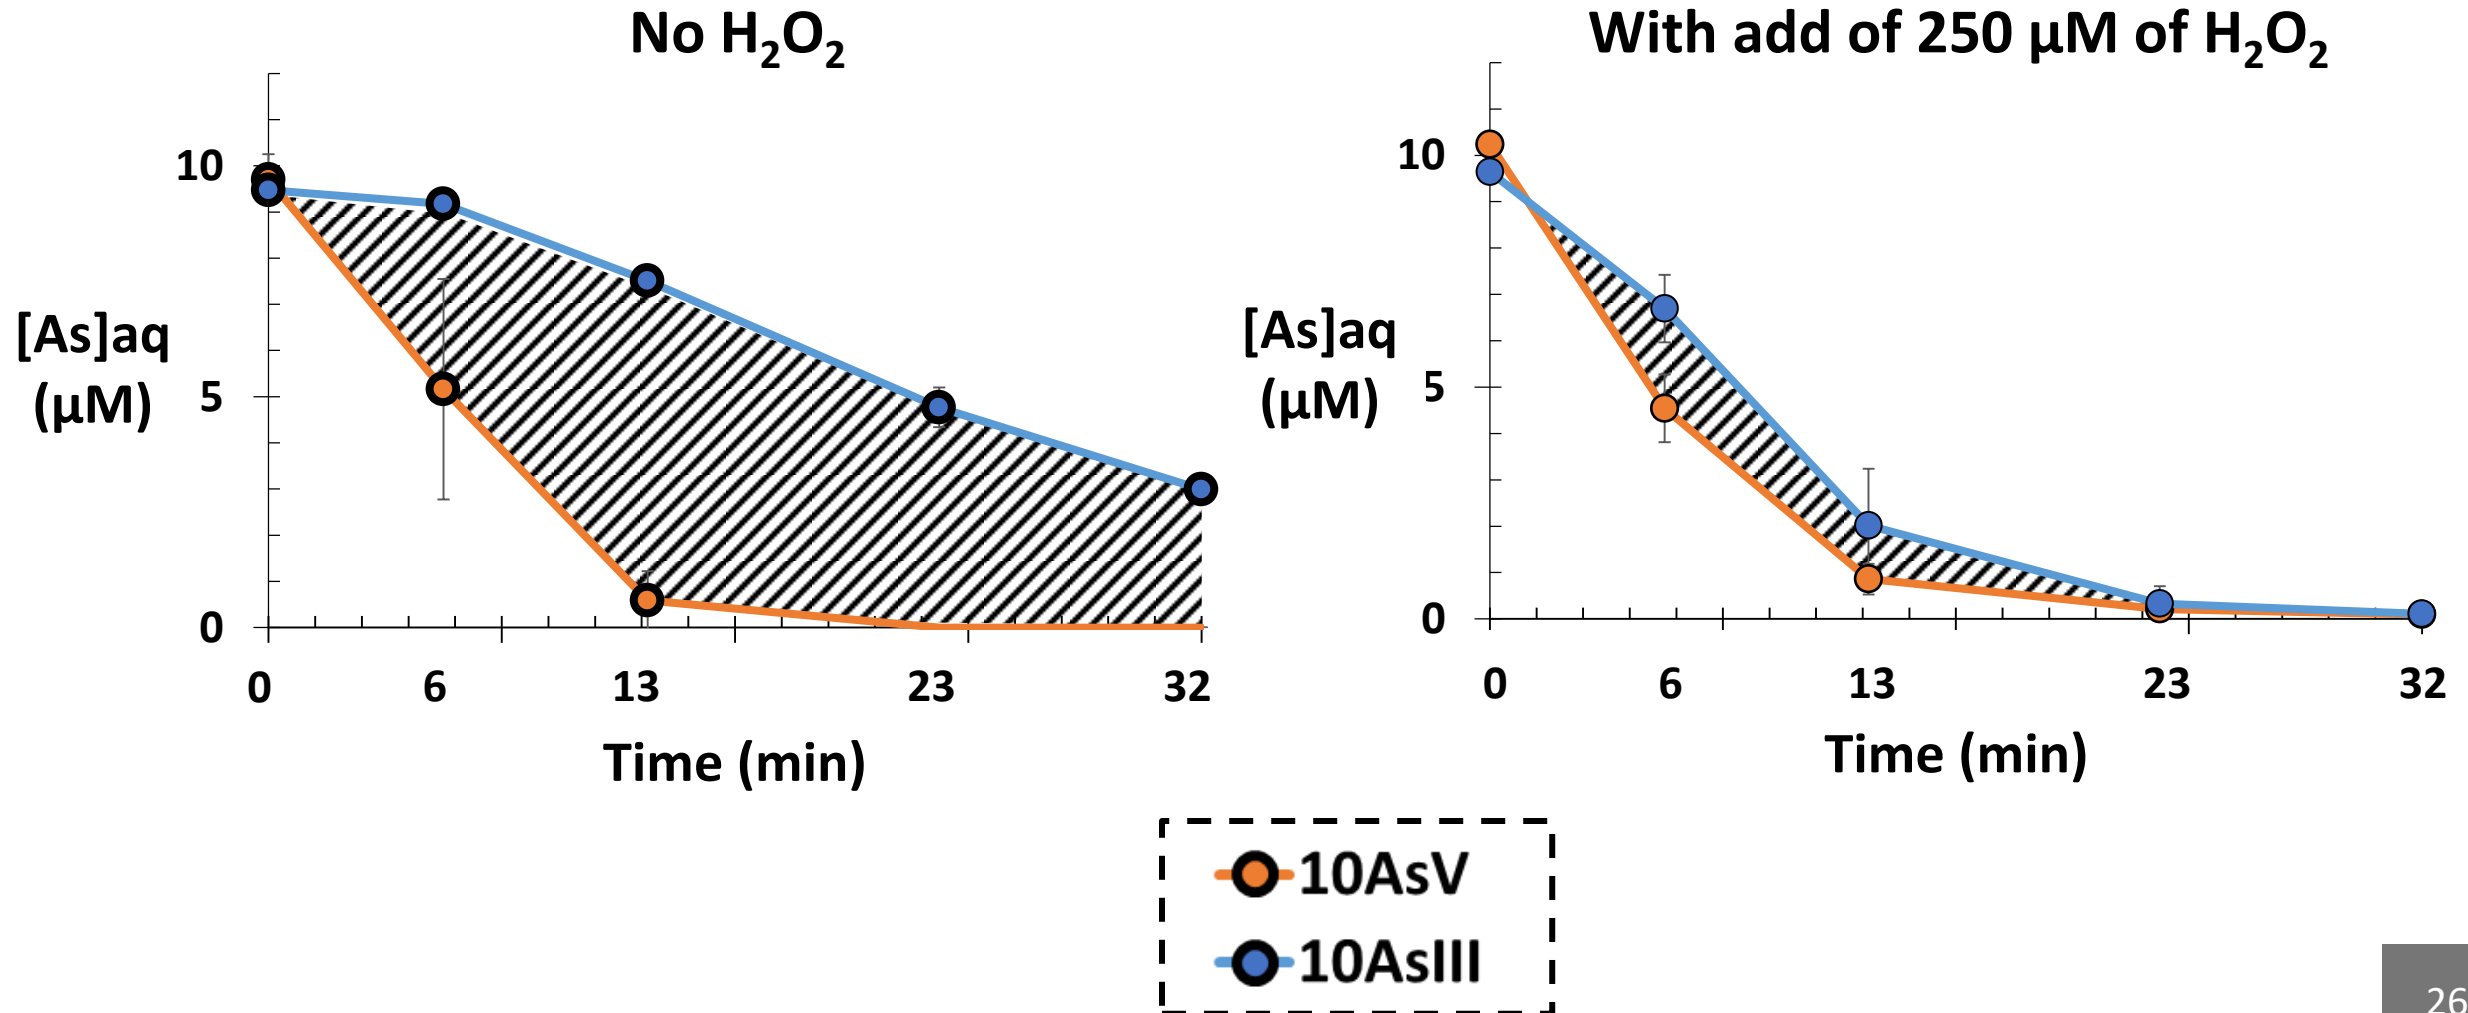 No H₂O₂
10
5
0
[As]aq
(µM)
0 6 13 23 32
Time (min)
With add of 250 µM of H₂O₂
10
5
0
[As]aq
(µM)
0 6 13 23 32
Time (min)
10AsV
10AsIII
26